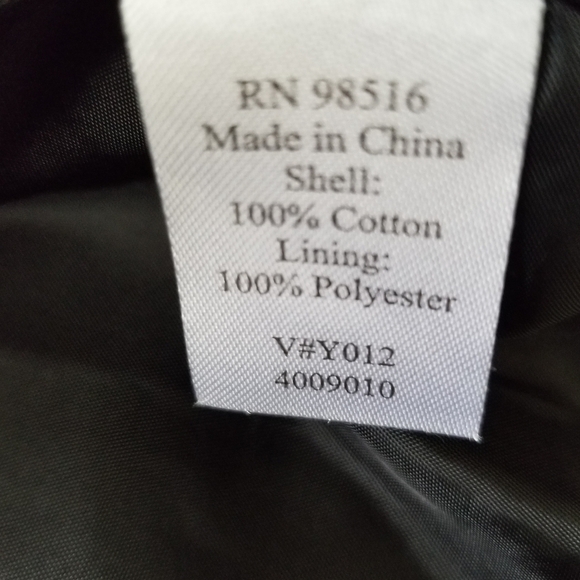 RN 98516
Made in China
Shell:
100% Cotton
Lining:
100% Polyester
V#Y012
4009010